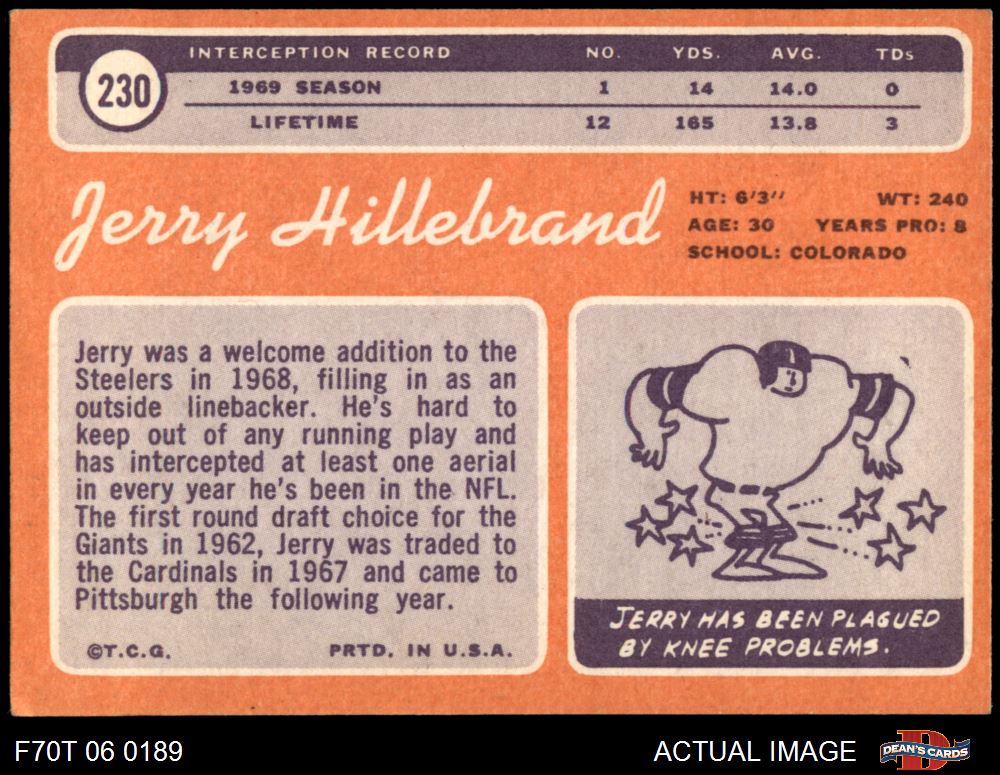 230
INTERCEPTION RECORD NO. YDS. AVG. TDs
1969 SEASON 1 14 14.0 0
LIFETIME 12 165 13.8 3
Jerry Hillebrand
HT: 6'3" WT: 240
AGE: 30 YEARS PRO: 8
SCHOOL: COLORADO
Jerry was a welcome addition to the
Steelers in 1968, filling in as an
outside linebacker. He's hard to
keep out of any running play and
has intercepted at least one aerial
in every year he's been in the NFL.
The first round draft choice for the
Giants in 1962, Jerry was traded to
the Cardinals in 1967 and came to
Pittsburgh the following year.
©T.C.G. PRTD. IN U.S.A.
JERRY HAS BEEN PLAGUED
BY KNEE PROBLEMS.
F70T 06 0189
ACTUAL IMAGE
D
DEAN'S CARDS